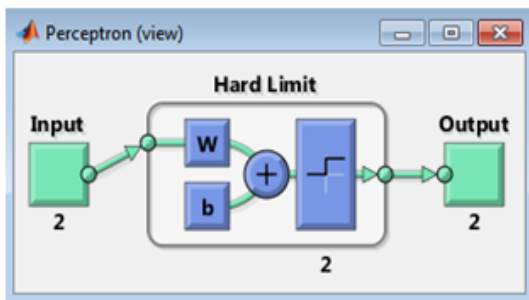 Perceptron (view)
Hard Limit
Input
Output
W
b
+
2
2
2